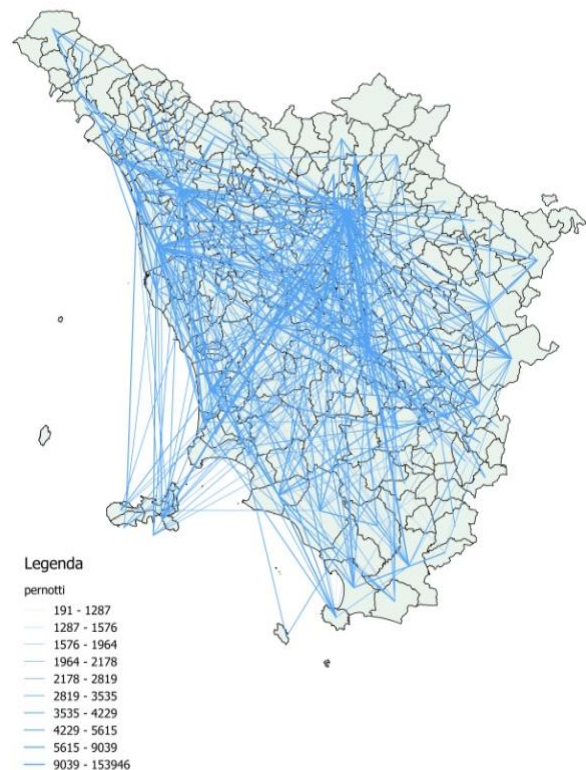 Legenda
pernotti
191 - 1287
1287 - 1576
1576 - 1964
1964 - 2178
2178 - 2819
2819 - 3535
3535 - 4229
4229 - 5615
5615 - 9039
9039 - 153946